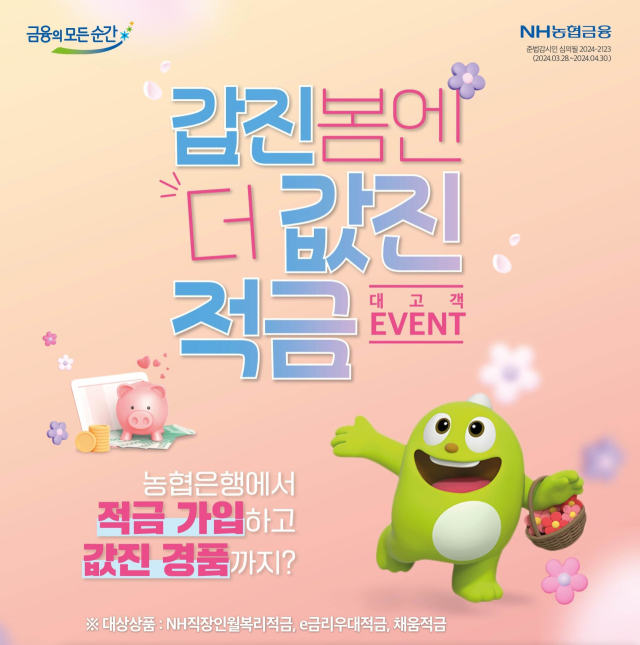 금융의 모든 순간
NH농협금융
준법감시인 심의필 2024-2123
(2024.03.28.~2024.04.30.)
갑진봄엔
더 값진
적금
대고객
EVENT
농협은행에서
적금 가입하고
값진 경품까지?
※ 대상상품 : NH직장인월복리적금, e금리우대적금, 채움적금